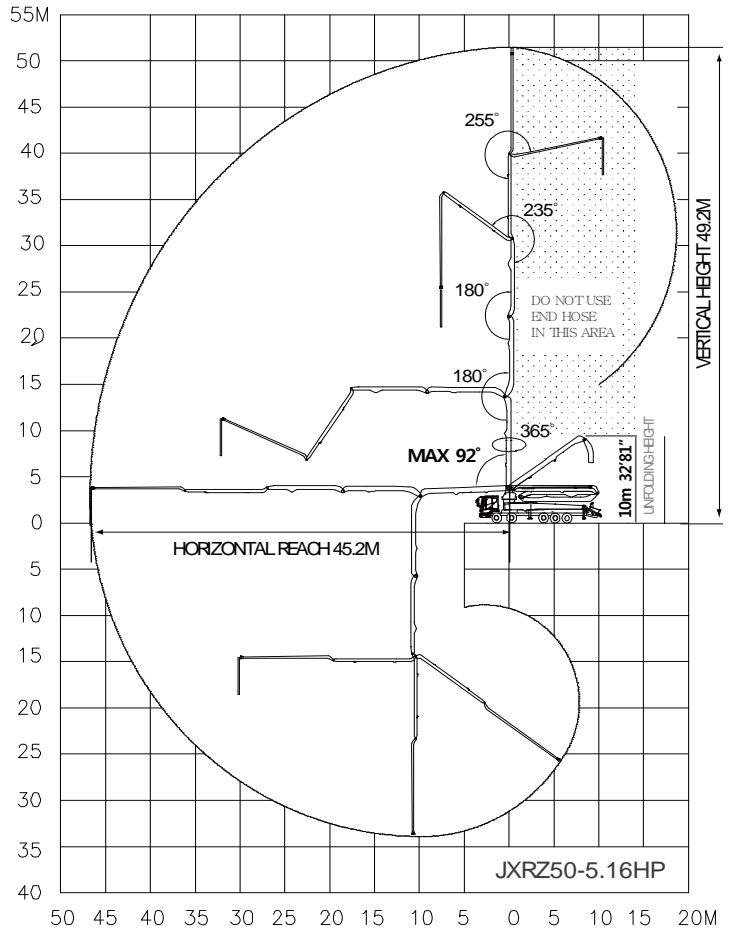 55M
50
45
40
35
30
25
20
15
10
5
0
5
10
15
20
25
30
35
40
50 45 40 35 30 25 20 15 10 5 0 5 10 15 20M
255°
235°
180°
DO NOT USE
END HOSE
IN THIS AREA
180°
365°
MAX 92°
HORIZONTAL REACH 45.2M
VERTICAL HEIGHT 49.2M
10m 32'81"
UNFOLDING HEIGHT
JXRZ50-5.16HP